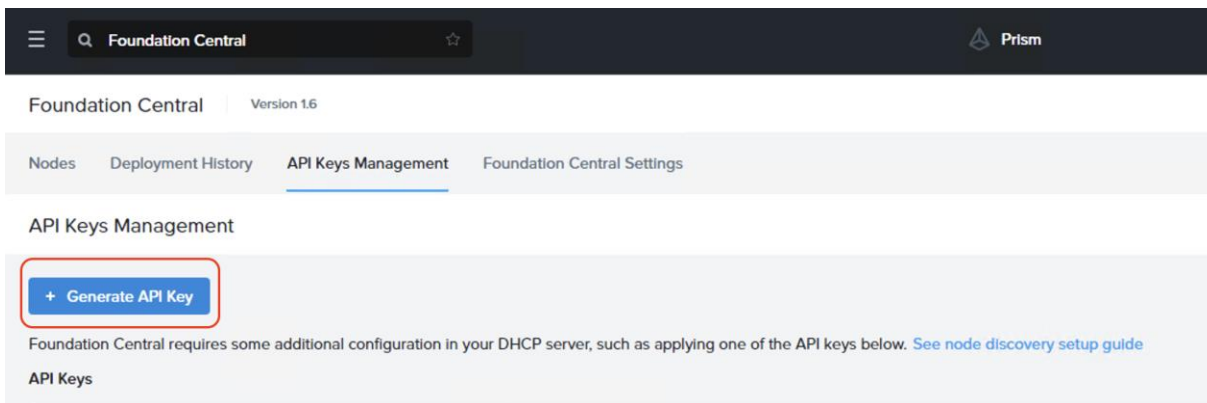 Foundation Central Prism
Foundation Central Version 1.6
Nodes Deployment History API Keys Management Foundation Central Settings
API Keys Management
+ Generate API Key
Foundation Central requires some additional configuration in your DHCP server, such as applying one of the API keys below. See node discovery setup guide
API Keys